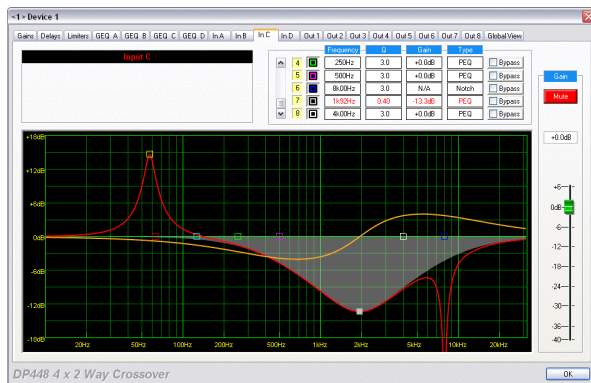 <1> Device 1
Gains Delays Limiters GEQ A GEQ B GEQ C GEQ D In A In B In C In D Out 1 Out 2 Out 3 Out 4 Out 5 Out 6 Out 7 Out 8 Global View
Input C
Frequency Q Gain Type
4 250Hz 3.0 +0.0dB PEQ Bypass
5 500Hz 3.0 +0.0dB PEQ Bypass
6 8k00Hz 3.0 N/A Notch Bypass
7 1k92Hz 0.40 -13.3dB PEQ Bypass
8 4k00Hz 3.0 +0.0dB PEQ Bypass
Gain
Mute
+0.0dB
+18dB
+12dB
+6dB
0dB
-6dB
-12dB
-18dB
20Hz 50Hz 100Hz 200Hz 500Hz 1kHz 2kHz 5kHz 10kHz 20kHz
+6
0dB
-6
-12
-18
-24
-30
-36
-40
DP448 4 x 2 Way Crossover
OK